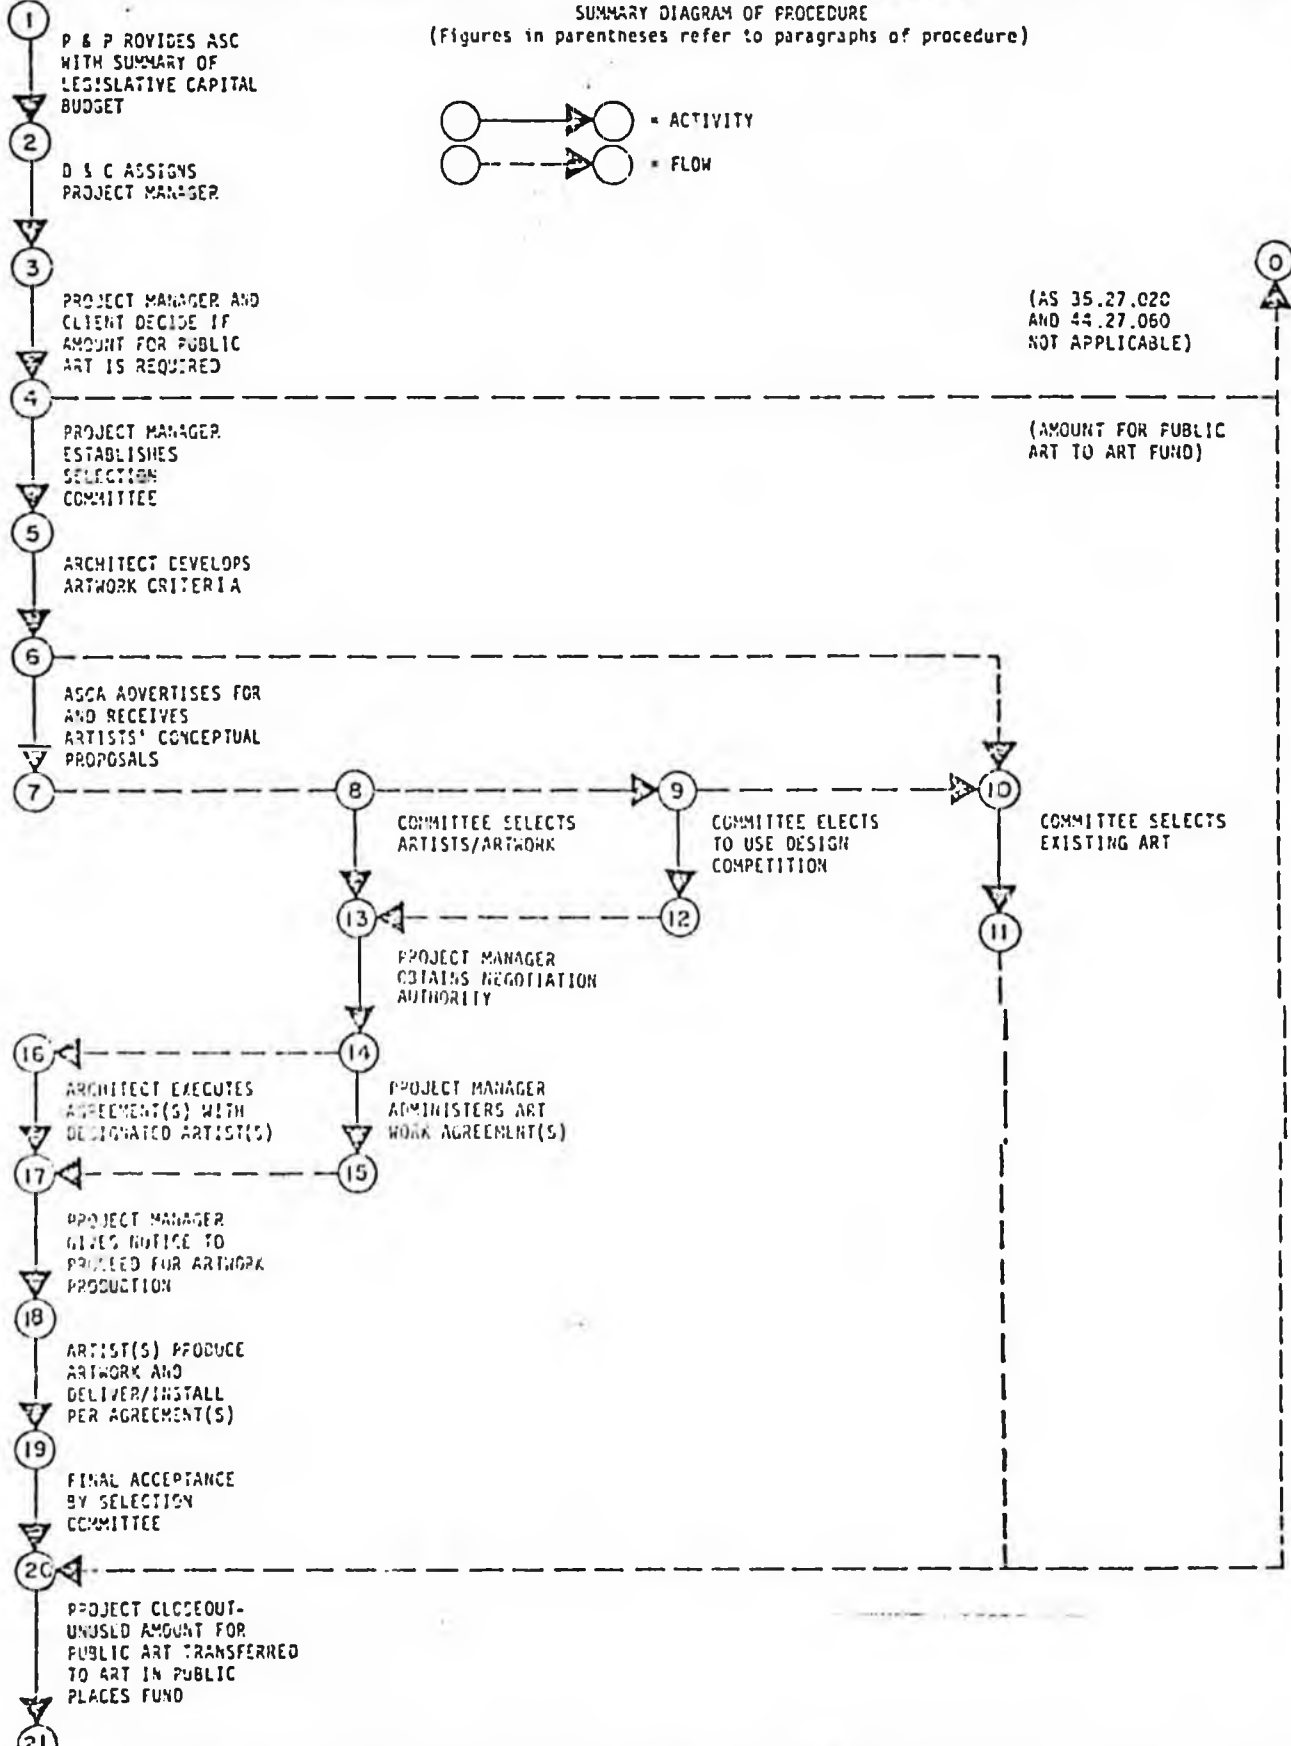 SUMMARY DIAGRAM OF PROCEDURE
(Figures in parentheses refer to paragraphs of procedure)
= ACTIVITY
= FLOW
1
P & P ROVIDES ASC
WITH SUMMARY OF
LEGISLATIVE CAPITAL
BUDGET
2
D & C ASSIGNS
PROJECT MANAGER
3
PROJECT MANAGER AND
CLIENT DECIDE IF
AMOUNT FOR PUBLIC
ART IS REQUIRED
0
(AS 35.27.020
AND 44.27.060
NOT APPLICABLE)
4
(AMOUNT FOR PUBLIC
ART TO ART FUND)
PROJECT MANAGER
ESTABLISHES
SELECTION
COMMITTEE
5
ARCHITECT DEVELOPS
ARTWORK CRITERIA
6
ASCA ADVERTISES FOR
AND RECEIVES
ARTISTS' CONCEPTUAL
PROPOSALS
7
8
9
10
COMMITTEE SELECTS
ARTISTS/ARTWORK
COMMITTEE ELECTS
TO USE DESIGN
COMPETITION
COMMITTEE SELECTS
EXISTING ART
13
12
11
PROJECT MANAGER
OBTAINS NEGOTIATION
AUTHORITY
16
14
ARCHITECT EXECUTES
AGREEMENT(S) WITH
DESIGNATED ARTIST(S)
PROJECT MANAGER
ADMINISTERS ART
WORK AGREEMENT(S)
17
15
PROJECT MANAGER
GIVES NOTICE TO
PROCEED FOR ARTWORK
PRODUCTION
18
ARTIST(S) PRODUCE
ARTWORK AND
DELIVER/INSTALL
PER AGREEMENT(S)
19
FINAL ACCEPTANCE
BY SELECTION
COMMITTEE
20
PROJECT CLOSEOUT-
UNUSED AMOUNT FOR
PUBLIC ART TRANSFERRED
TO ART IN PUBLIC
PLACES FUND
21